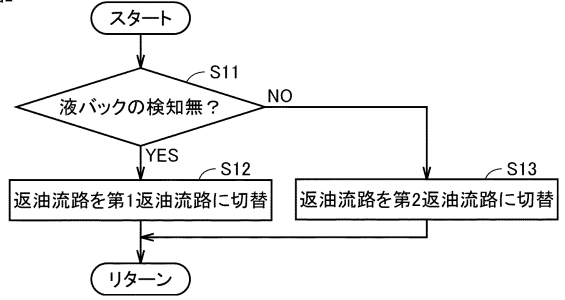 スタート
S11
液バックの検知無？
NO
YES
S12
返油流路を第1返油流路に切替
S13
返油流路を第2返油流路に切替
リターン